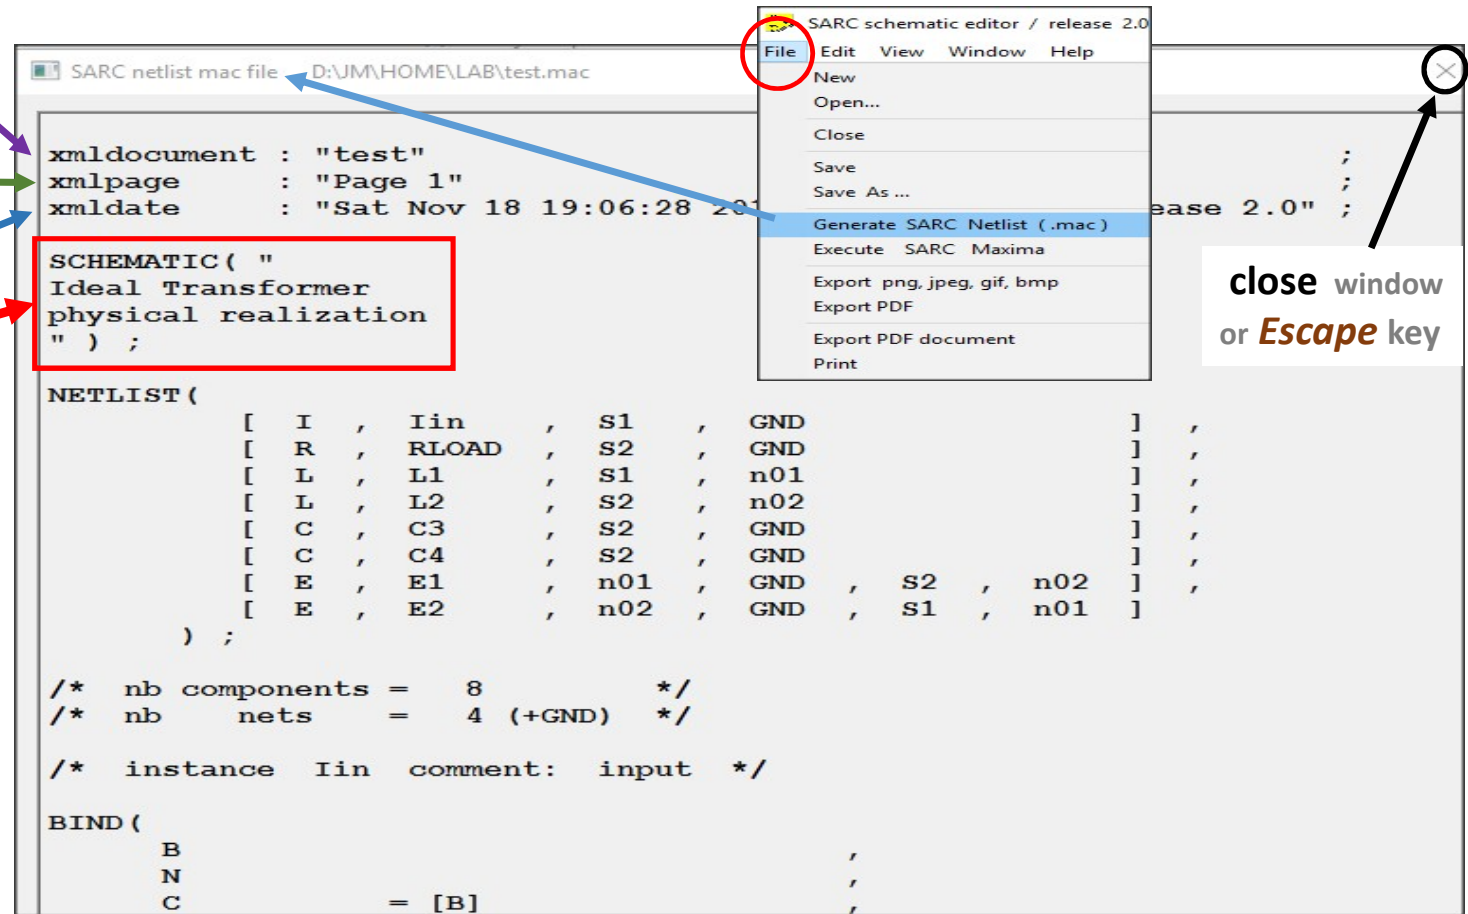 SARC schematic editor / release 2.0
File Edit View Window Help
New
Open...
Close
Save
Save As ...
Generate SARC Netlist ( .mac )
Execute SARC Maxima
Export png, jpeg, gif, bmp
Export PDF
Export PDF document
Print
SARC netlist mac file D:\JM\HOME\LAB\test.mac
close window
or Escape key
xmldocument : "test" ;
xmlpage : "Page 1" ;
xmldate : "Sat Nov 18 19:06:28 ease 2.0" ;
SCHEMATIC( "
Ideal Transformer
physical realization
" ) ;
NETLIST(
[ I , Iin , S1 , GND ] ,
[ R , RLOAD , S2 , GND ] ,
[ L , L1 , S1 , n01 ] ,
[ L , L2 , S2 , n02 ] ,
[ C , C3 , S2 , GND ] ,
[ C , C4 , S2 , GND ] ,
[ E , E1 , n01 , GND , S2 , n02 ] ,
[ E , E2 , n02 , GND , S1 , n01 ]
) ;
/* nb components = 8 */
/* nb nets = 4 (+GND) */
/* instance Iin comment: input */
BIND(
B ,
N ,
C = [B] ,